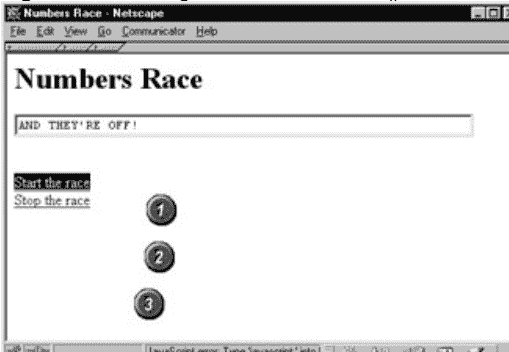 Numbers Race - Netscape
File Edit View Go Communicator Help
Numbers Race
AND THEY'RE OFF!
Start the race
Stop the race
1
2
3
JavaScript error: Type 'javascript:' into